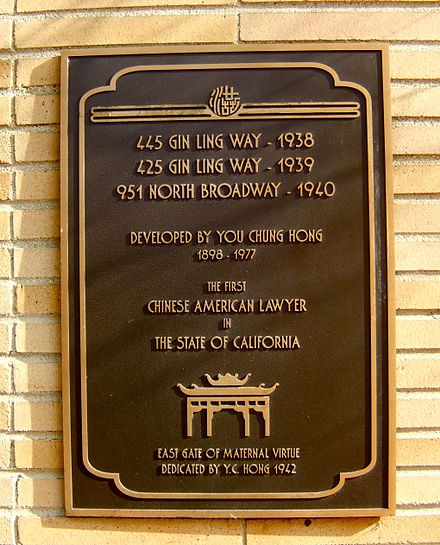 445 GIN LING WAY - 1938
425 GIN LING WAY - 1939
951 NORTH BROADWAY - 1940
DEVELOPED BY YOU CHUNG HONG
1898 - 1977
THE FIRST
CHINESE AMERICAN LAWYER
IN
THE STATE OF CALIFORNIA
EAST GATE OF MATERNAL VIRTUE
DEDICATED BY Y.C. HONG 1942